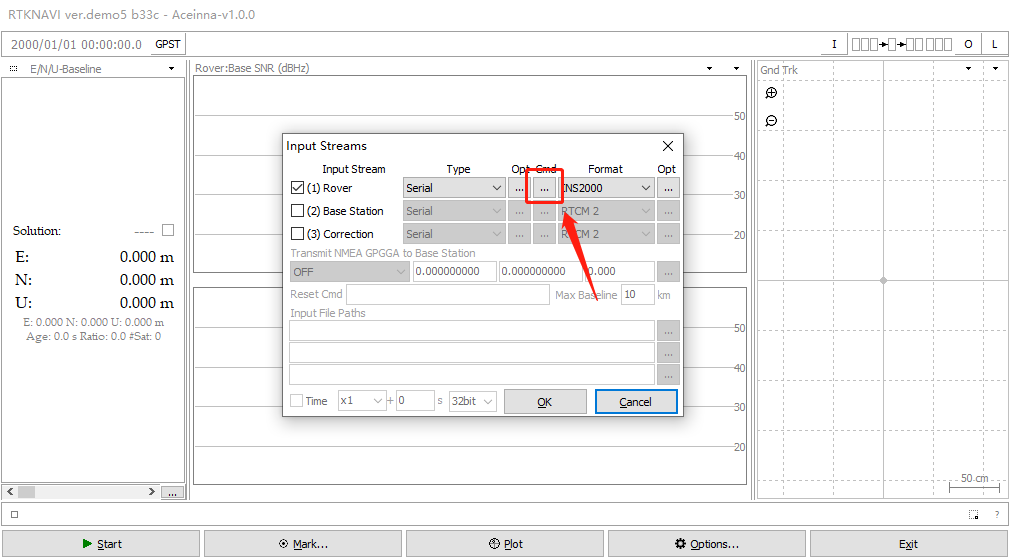 RTKNAVI ver.demo5 b33c - Aceinna-v1.0.0
2000/01/01 00:00:00.0 GPST I O L
E/N/U-Baseline
Rover:Base SNR (dBHz)
Gnd Trk
50
40
30
20
50
40
30
20
Solution: ----
E: 0.000 m
N: 0.000 m
U: 0.000 m
E: 0.000 N: 0.000 U: 0.000 m
Age: 0.0 s Ratio: 0.0 #Sat: 0
...
Input Streams
Input Stream Type Opt Cmd Format Opt
(1) Rover Serial ... ... INS2000 ...
(2) Base Station Serial ... ... RTCM 2 ...
(3) Correction Serial ... ... RTCM 2 ...
Transmit NMEA GPGGA to Base Station
OFF 0.000000000 0.000000000 0.000 ...
Reset Cmd Max Baseline 10 km
Input File Paths
...
...
...
Time x1 + 0 s 32bit OK Cancel
50 cm
?
Start Mark... Plot Options... Exit